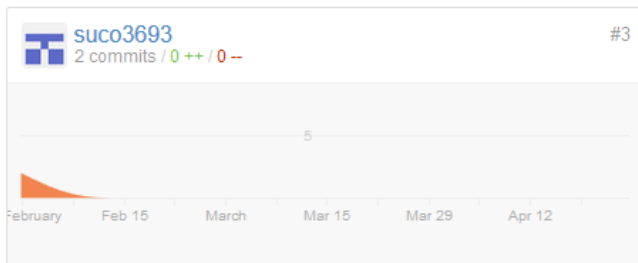 suco3693 #3
2 commits / 0 ++ / 0 --
5
February Feb 15 March Mar 15 Mar 29 Apr 12